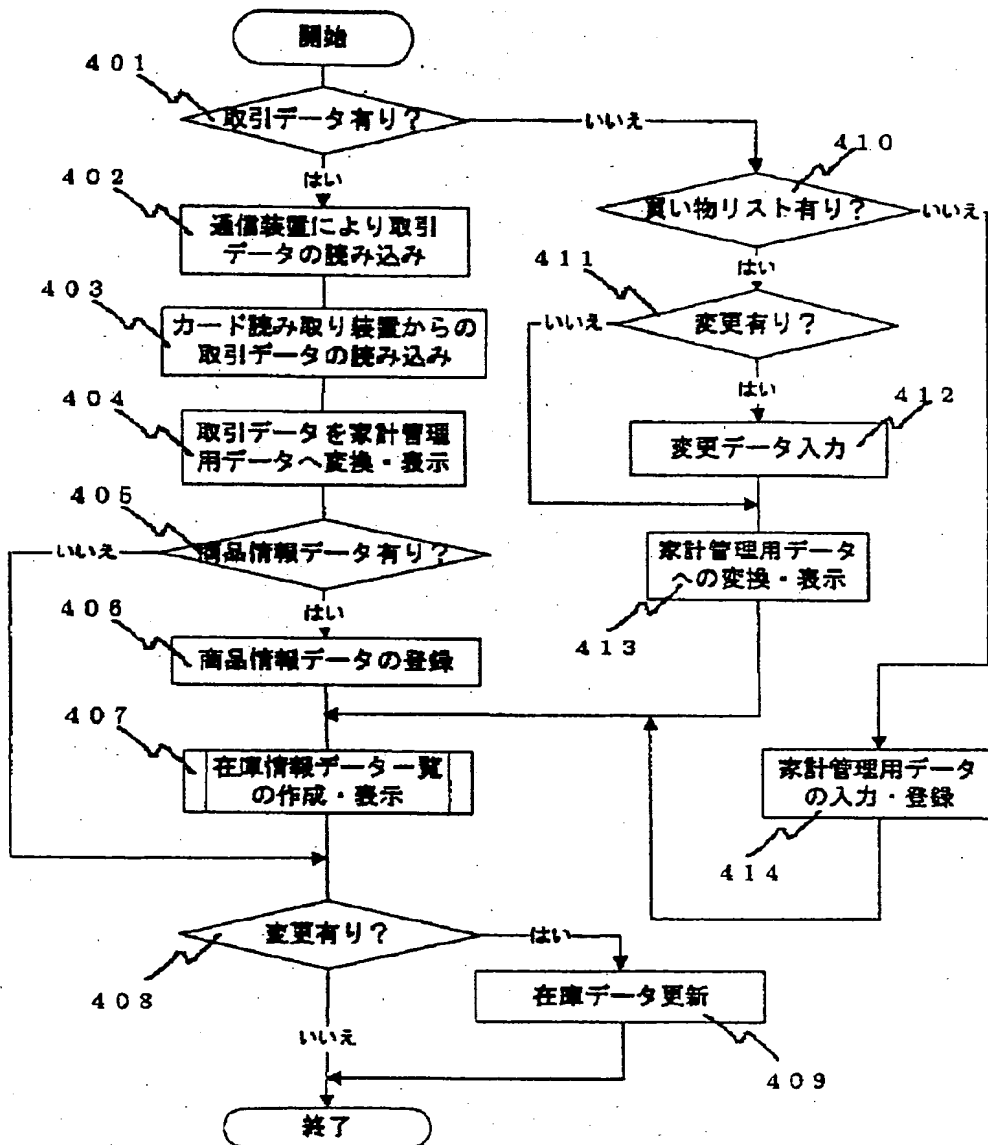 開始
401
取引データ有り？
いいえ
410
はい
402
買い物リスト有り？
いいえ
通信装置により取引
データの読み込み
はい
411
403
いいえ
変更有り？
カード読み取り装置からの
取引データの読み込み
はい
412
404
変更データ入力
取引データを家計管理
用データへ変換・表示
405
いいえ
商品情報データ有り？
家計管理用データ
への変換・表示
はい
406
413
商品情報データの登録
407
在庫情報データ一覧
の作成・表示
家計管理用データ
の入力・登録
414
変更有り？
はい
408
在庫データ更新
いいえ
409
終了